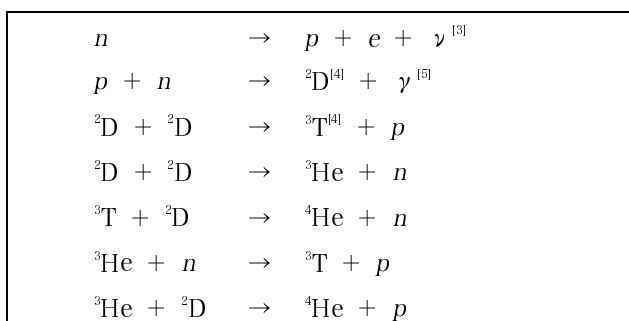 n → p + e + ν [3]
p + n → ²D[4] + γ [5]
²D + ²D → ³T[4] + p
²D + ²D → ³He + n
³T + ²D → ⁴He + n
³He + n → ³T + p
³He + ²D → ⁴He + p